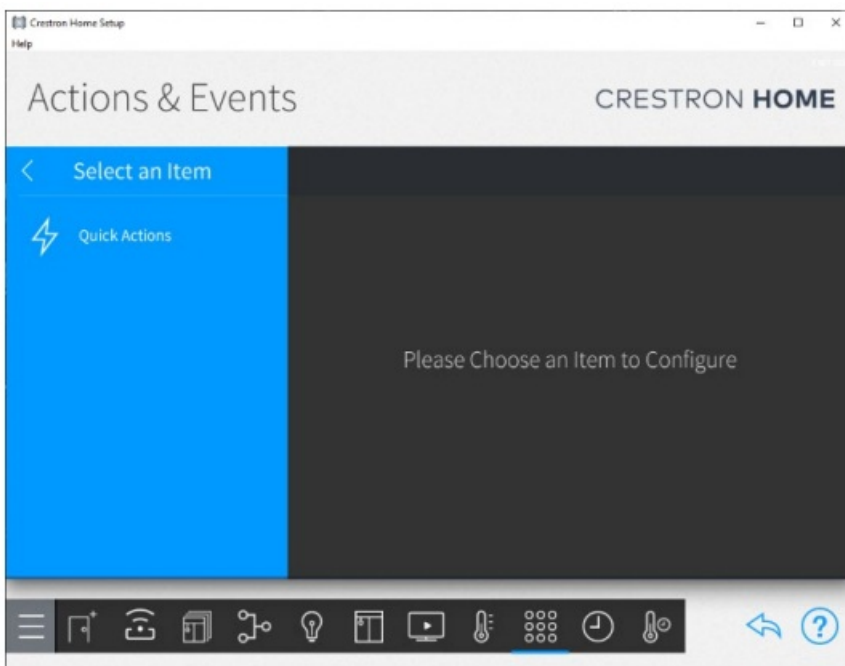 Crestron Home Setup
Help
Actions & Events
CRESTRON HOME
Select an Item
Quick Actions
Please Choose an Item to Configure
?